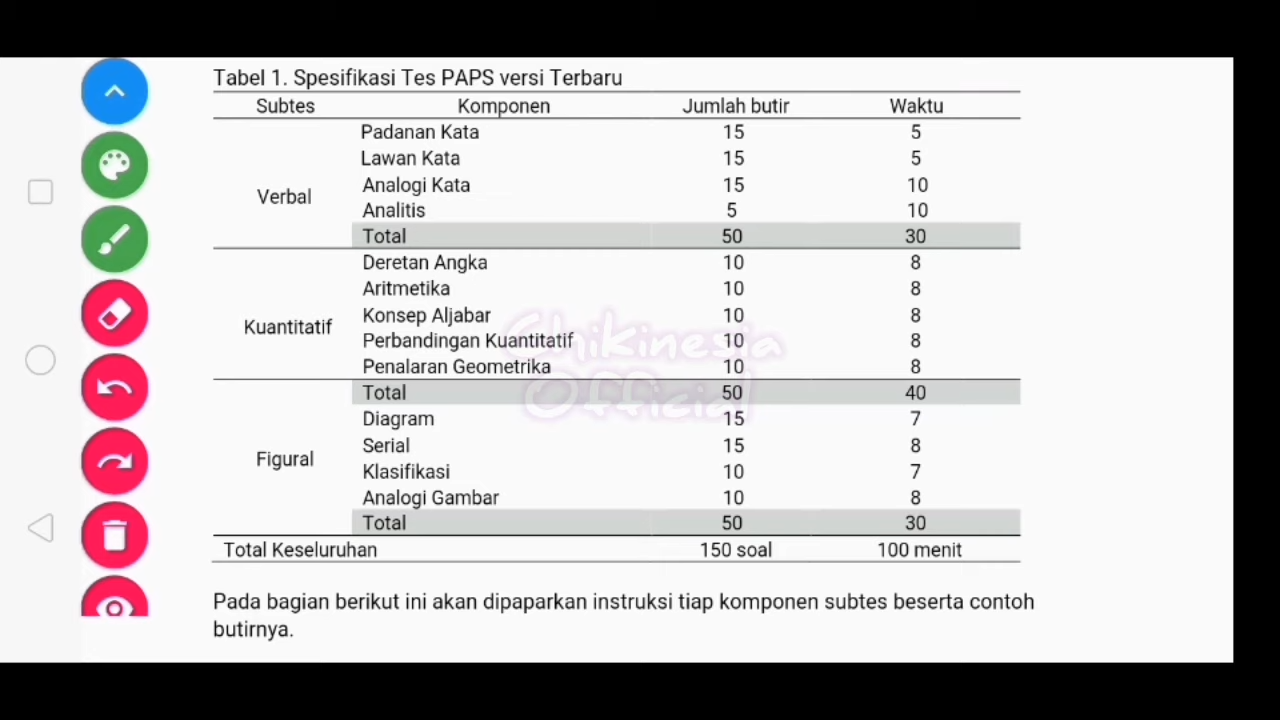 Tabel 1. Spesifikasi Tes PAPS versi Terbaru
Subtes Komponen Jumlah butir Waktu
Padanan Kata 15 5
Lawan Kata 15 5
Analogi Kata 15 10
Verbal
Analitis 5 10
Total 50 30
Deretan Angka 10 8
Aritmetika 10 8
Konsep Aljabar 10 8
Kuantitatif
Perbandingan Kuantitatif 10 8
Penalaran Geometrika 10 8
Total 50 40
Diagram 15 7
Serial 15 8
Figural
Klasifikasi 10 7
Analogi Gambar 10 8
Total 50 30
Total Keseluruhan 150 soal 100 menit
Chikinesia
Official
Pada bagian berikut ini akan dipaparkan instruksi tiap komponen subtes beserta contoh
butirnya.